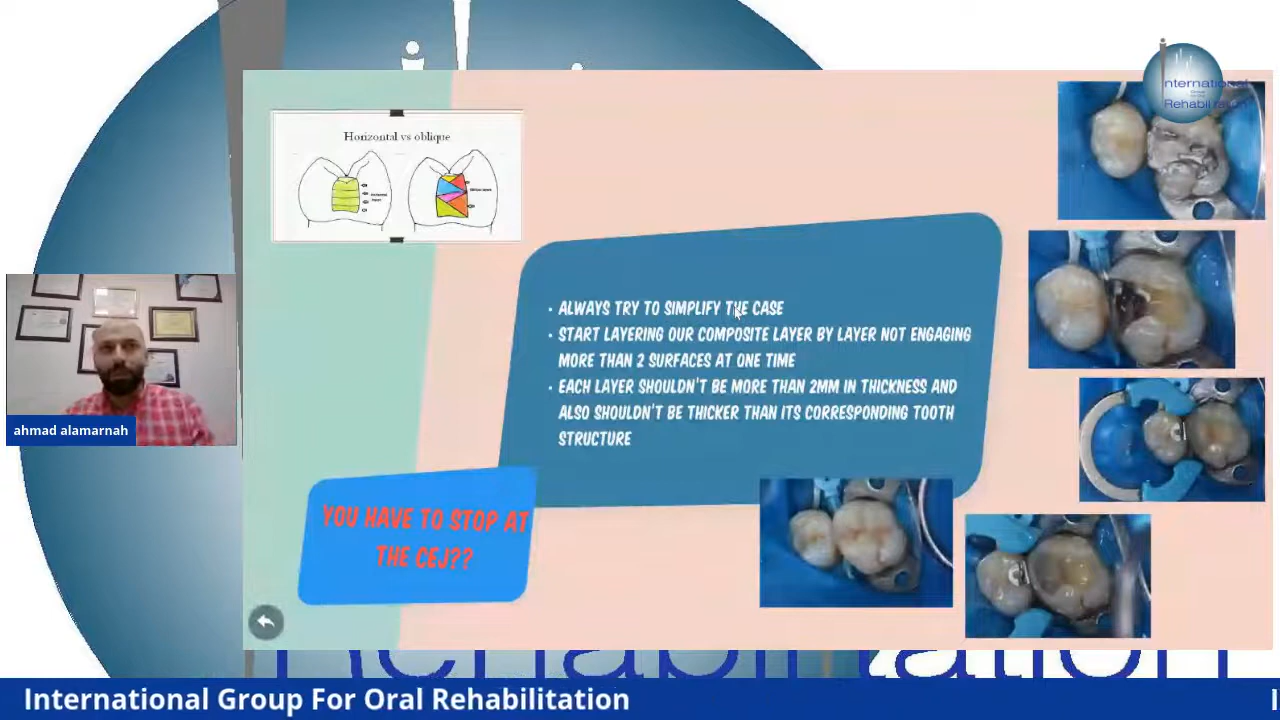 International
Rehabilitation
Horizontal vs oblique
• ALWAYS TRY TO SIMPLIFY THE CASE
• START LAYERING OUR COMPOSITE LAYER BY LAYER NOT ENGAGING
MORE THAN 2 SURFACES AT ONE TIME
• EACH LAYER SHOULDN'T BE MORE THAN 2MM IN THICKNESS AND
ALSO SHOULDN'T BE THICKER THAN ITS CORRESPONDING TOOTH
STRUCTURE
ahmad alamarnah
YOU HAVE TO STOP AT
THE CEJ??
Rehabilitation
International Group For Oral Rehabilitation